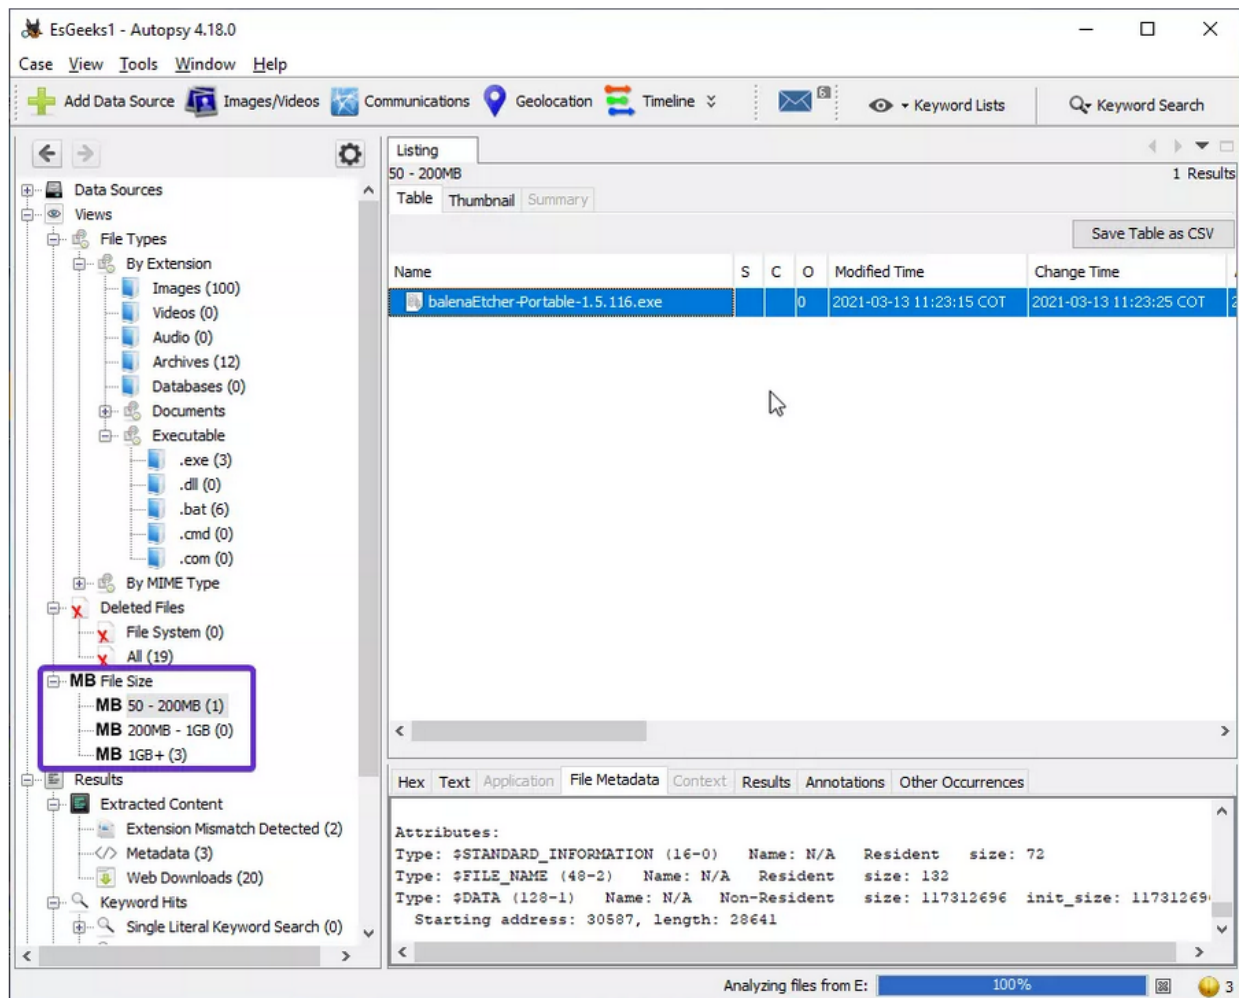 EsGeeks1 - Autopsy 4.18.0
Case View Tools Window Help
Add Data Source Images/Videos Communications Geolocation Timeline 6 Keyword Lists Keyword Search
Data Sources
Views
File Types
By Extension
Images (100)
Videos (0)
Audio (0)
Archives (12)
Databases (0)
Documents
Executable
.exe (3)
.dll (0)
.bat (6)
.cmd (0)
.com (0)
By MIME Type
Deleted Files
File System (0)
All (19)
MB File Size
MB 50 - 200MB (1)
MB 200MB - 1GB (0)
MB 1GB+ (3)
Results
Extracted Content
Extension Mismatch Detected (2)
Metadata (3)
Web Downloads (20)
Keyword Hits
Single Literal Keyword Search (0)
Listing
50 - 200MB 1 Results
Table Thumbnail Summary
Save Table as CSV
Name S C O Modified Time Change Time
balenaEtcher-Portable-1.5.116.exe 0 2021-03-13 11:23:15 COT 2021-03-13 11:23:25 COT 2
Hex Text Application File Metadata Context Results Annotations Other Occurrences
Attributes:
Type: $STANDARD_INFORMATION (16-0) Name: N/A Resident size: 72
Type: $FILE_NAME (48-2) Name: N/A Resident size: 132
Type: $DATA (128-1) Name: N/A Non-Resident size: 117312696 init_size: 11731269
Starting address: 30587, length: 28641
Analyzing files from E: 100% 3